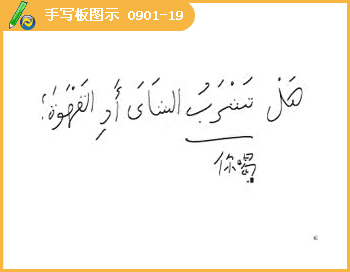 手写板图示 0901-19
هَلْ تَشْرَبُ الشَّايَ أَوِ القَهْوَةَ؟
你喝